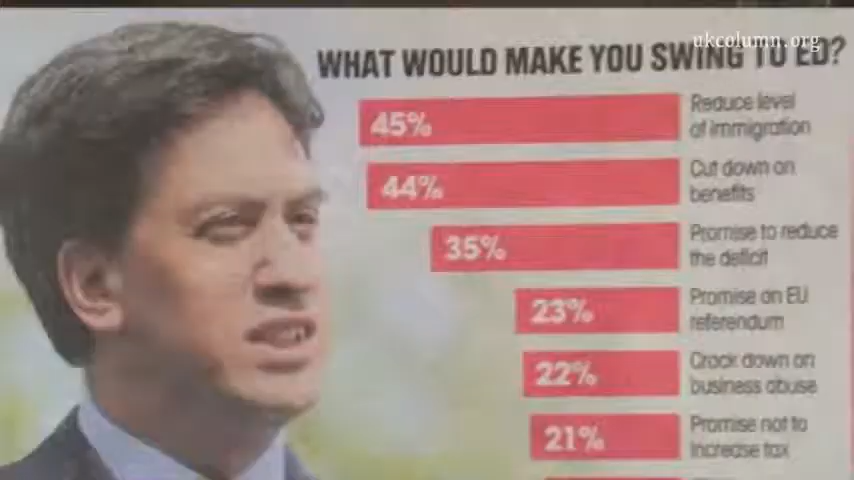 ukcolumn.org
WHAT WOULD MAKE YOU SWING TO ED?
45%
Reduce level
of immigration
44%
Cut down on
benefits
35%
Promise to reduce
the deficit
23%
Promise an EU
referendum
22%
Crack down on
business abuse
21%
Promise not to
increase tax